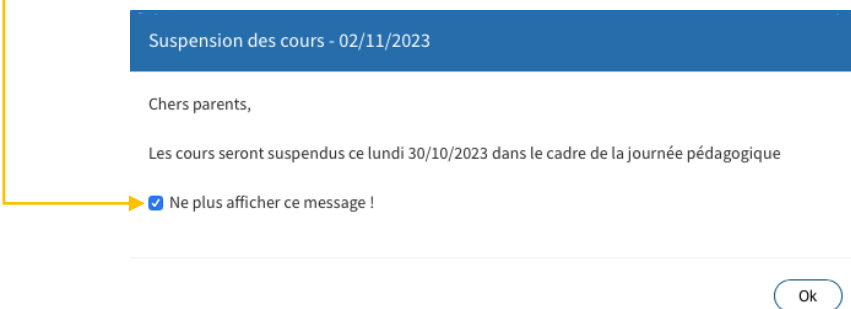 Suspension des cours - 02/11/2023
Chers parents,
Les cours seront suspendus ce lundi 30/10/2023 dans le cadre de la journée pédagogique
Ne plus afficher ce message !
Ok